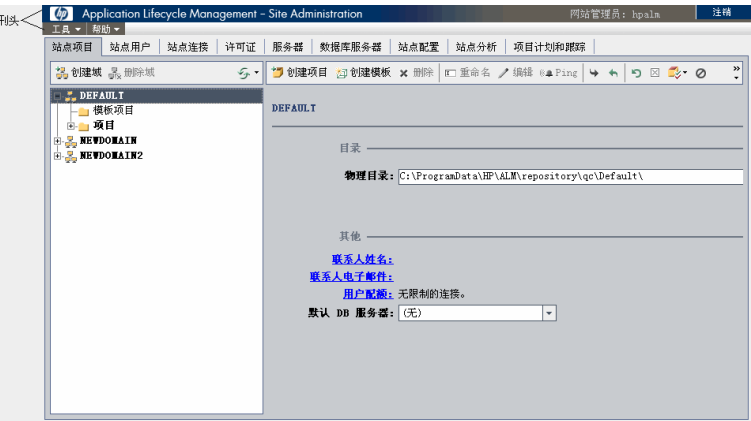 刊头
hp Application Lifecycle Management – Site Administration 网站管理员: hpalm 注销
工具 帮助
站点项目 站点用户 站点连接 许可证 服务器 数据库服务器 站点配置 站点分析 项目计划和跟踪
创建域 删除域 创建项目 创建模板 删除 重命名 编辑 Ping
DEFAULT
模板项目
项目
NEWDOMAIN
NEWDOMAIN2
DEFAULT
目录
物理目录: C:\ProgramData\HP\ALM\repository\qc\Default\
其他
联系人姓名:
联系人电子邮件:
用户配额: 无限制的连接。
默认 DB 服务器: (无)